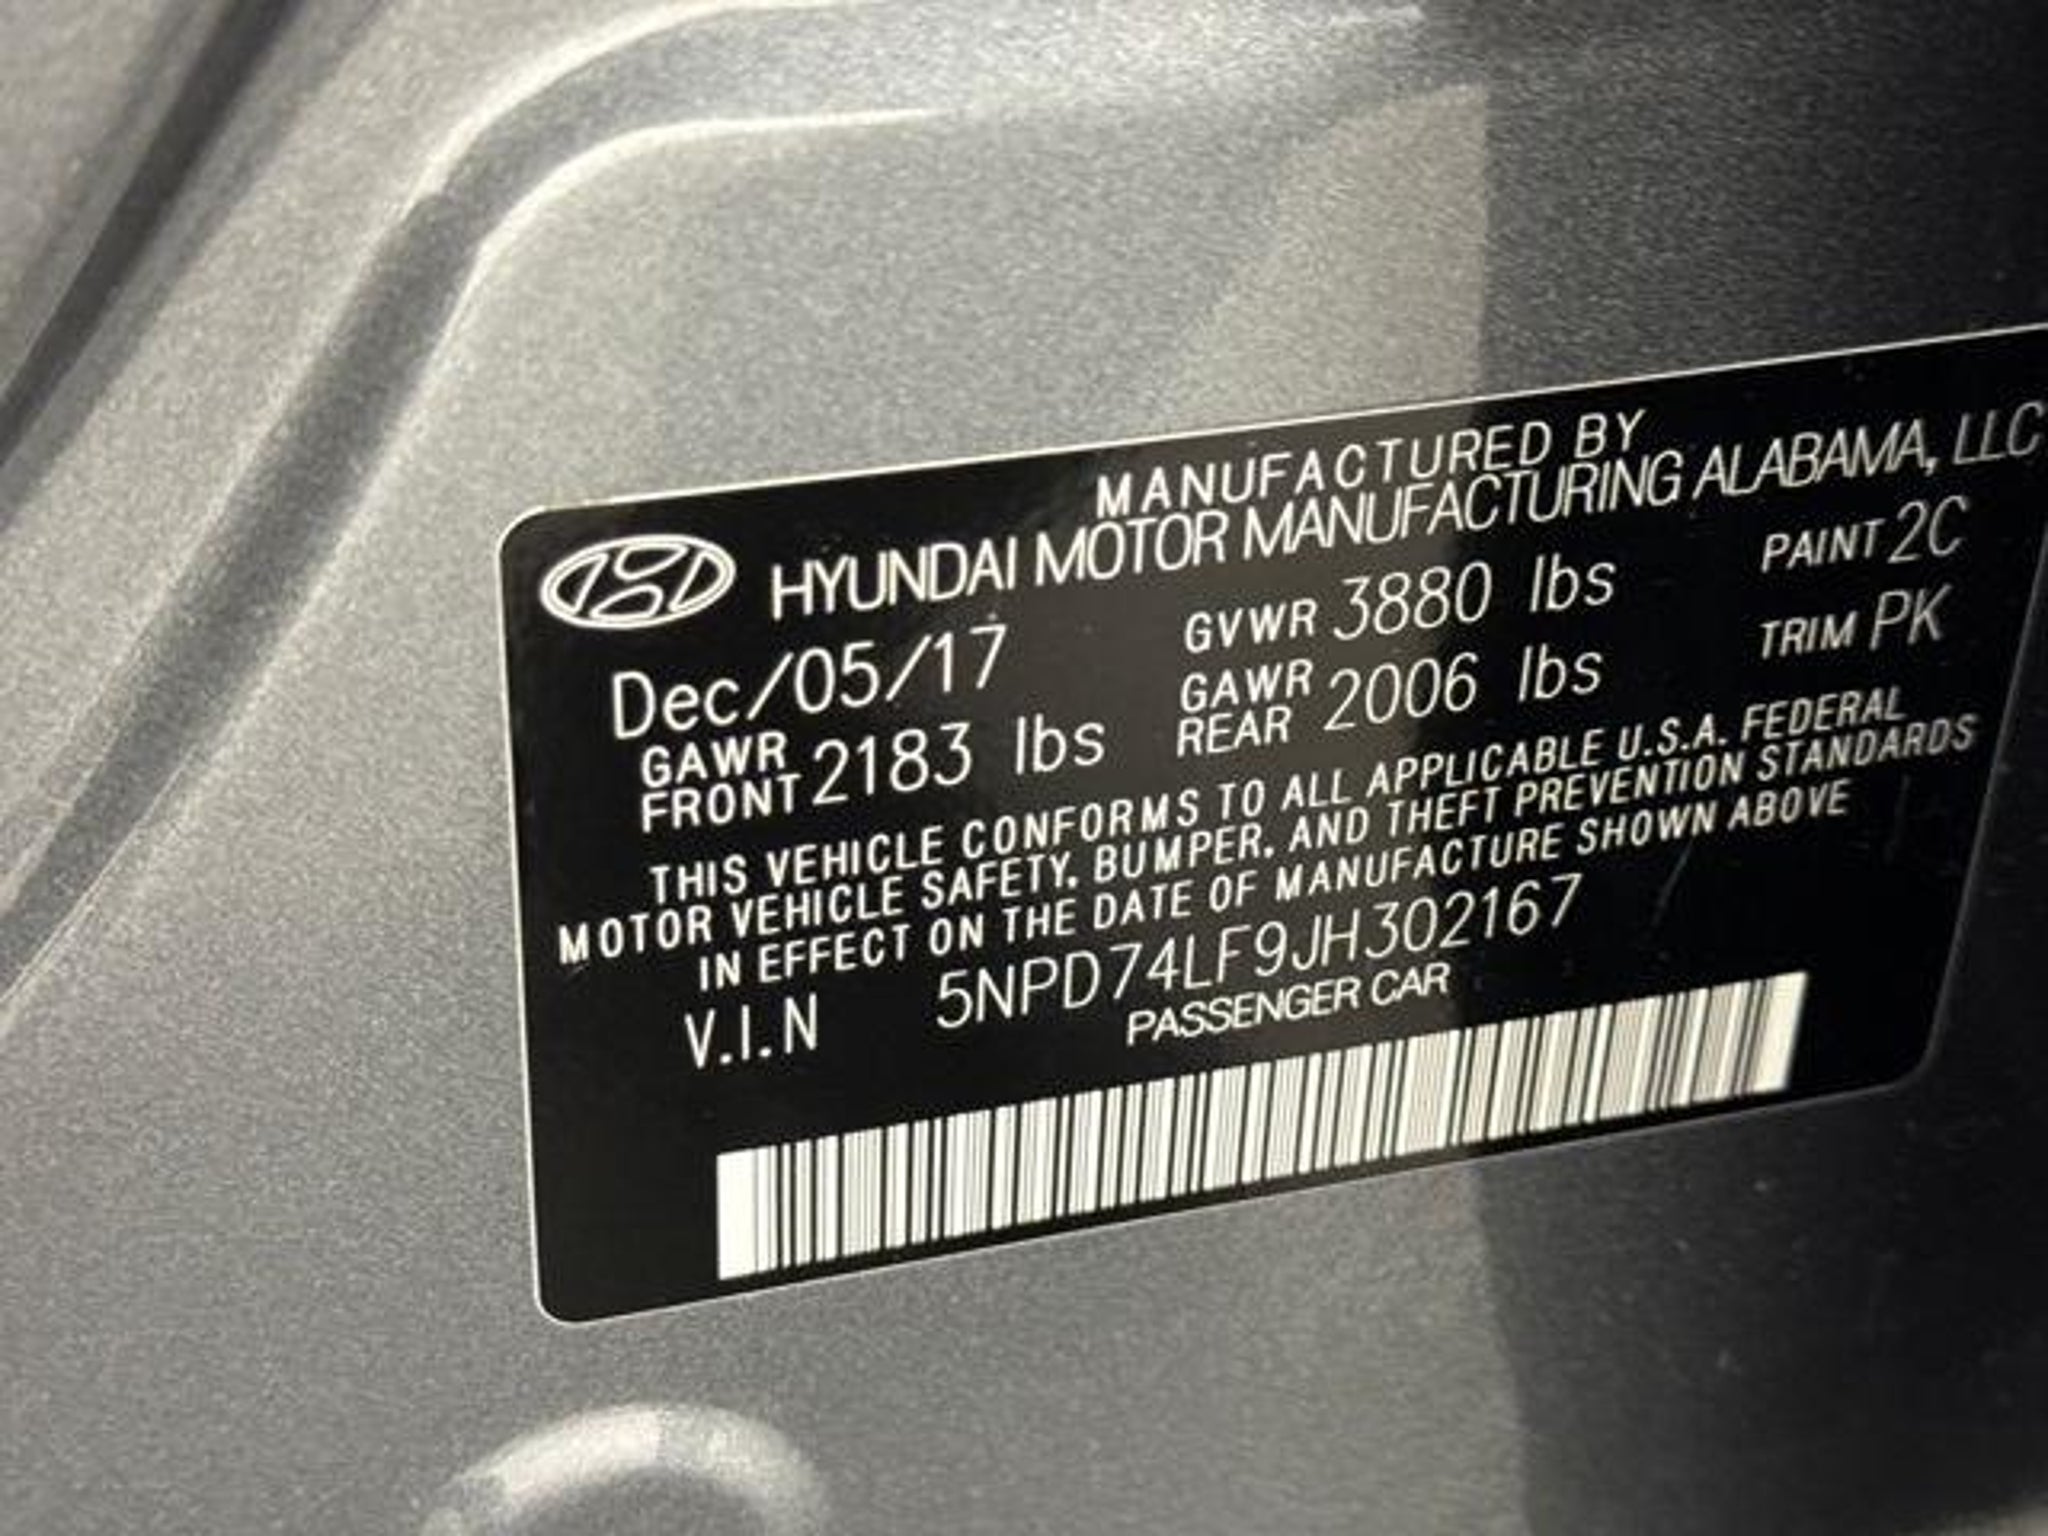 MANUFACTURED BY
HYUNDAI MOTOR MANUFACTURING ALABAMA, LLC
Dec/05/17 GVWR 3880 lbs PAINT 2C
GAWR FRONT 2183 lbs GAWR REAR 2006 lbs TRIM PK
THIS VEHICLE CONFORMS TO ALL APPLICABLE U.S.A. FEDERAL
MOTOR VEHICLE SAFETY, BUMPER, AND THEFT PREVENTION STANDARDS
IN EFFECT ON THE DATE OF MANUFACTURE SHOWN ABOVE
V.I.N 5NPD74LF9JH302167
PASSENGER CAR